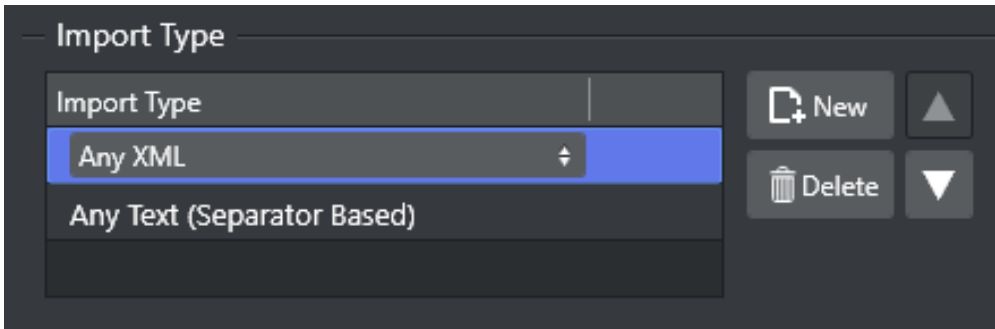 Import Type
Import Type
New
Any XML
Delete
Any Text (Separator Based)